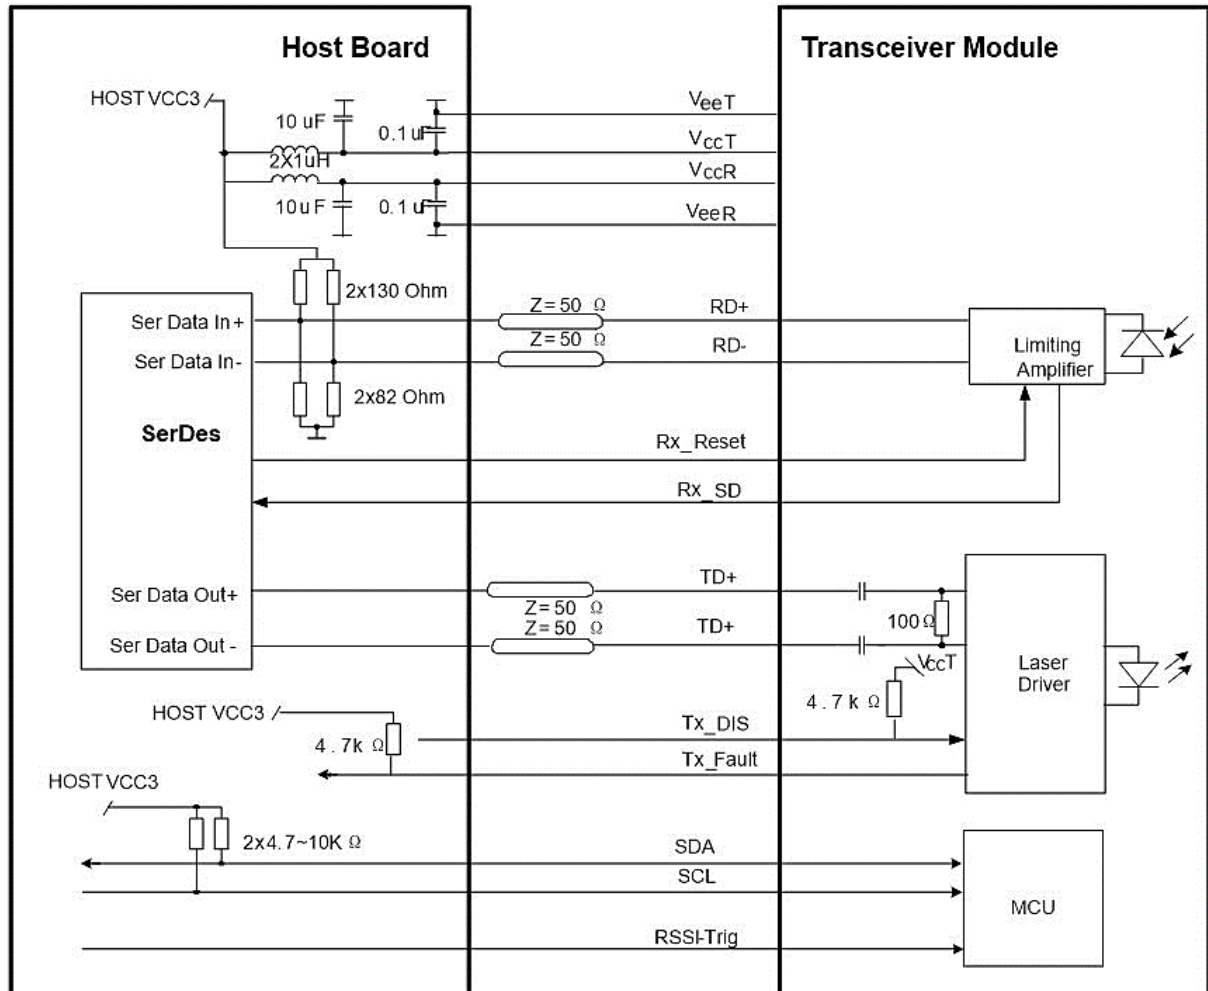 Host Board
Transceiver Module
HOST VCC3
10 uF
0.1 uF
2X1uH
10u F
0.1 uF
VeeT
VccT
VccR
VeeR
2x130 Ohm
2x82 Ohm
Ser Data In+
Ser Data In-
SerDes
Ser Data Out+
Ser Data Out -
Z= 50 Ω
Z= 50 Ω
RD+
RD-
Limiting
Amplifier
Rx_Reset
Rx_SD
TD+
Z= 50 Ω
Z= 50 Ω
TD+
100Ω
VccT
4.7k Ω
Laser
Driver
HOST VCC3
4.7k Ω
Tx_DIS
Tx_Fault
HOST VCC3
2x4.7~10K Ω
SDA
SCL
RSSI-Trig
MCU